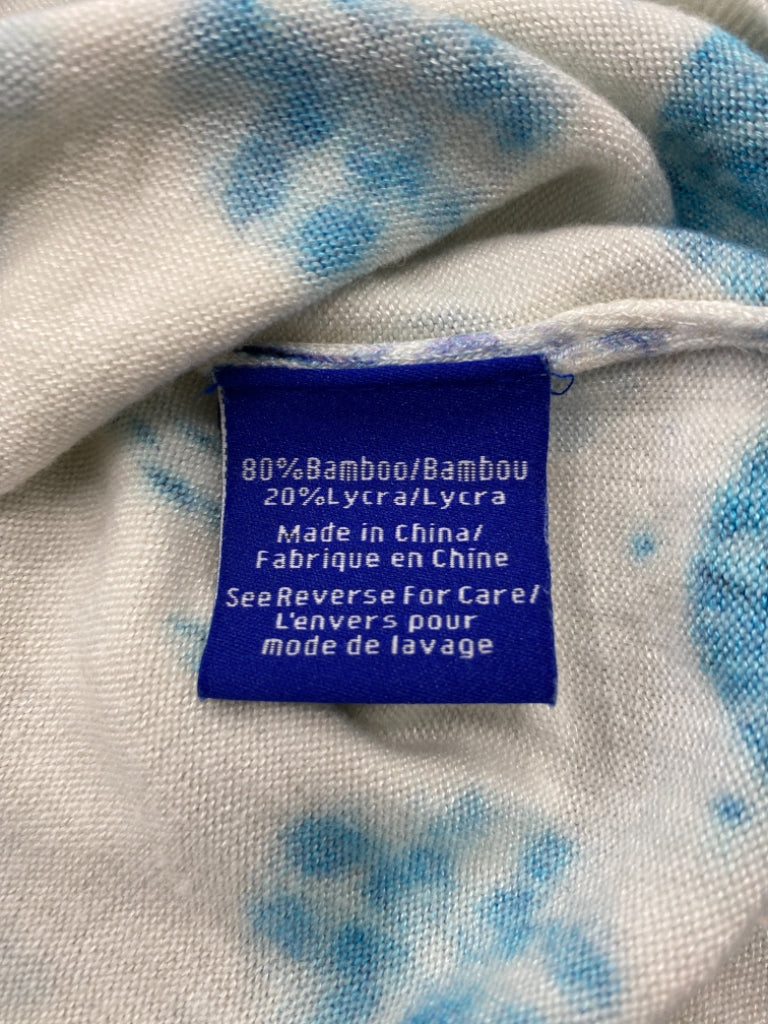 80%Bamboo/Bambou
20%Lycra/Lycra
Made in China/
Fabrique en Chine
See Reverse For Care/
L'envers pour
mode de lavage